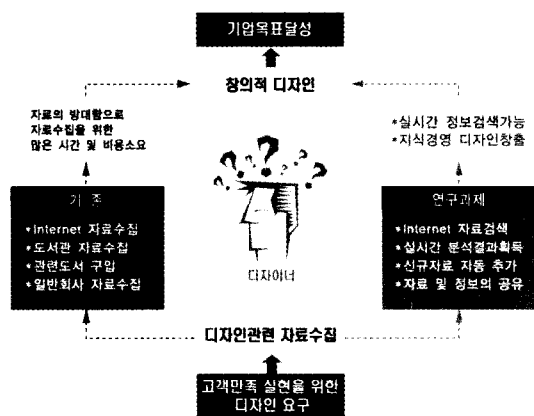 기업목표달성
창의적 디자인
자료의 방대함으로
자료수집을 위한
많은 시간 및 비용소요
*실시간 정보검색가능
*지식경영 디자인창출
기 존
*Internet 자료수집
*도서관 자료수집
*관련도서 구입
*일반회사 자료수집
디자이너
연구과제
*Internet 자료검색
*실시간 분석결과획득
*신규자료 자동 추가
*자료 및 정보의 공유
디자인관련 자료수집
고객만족 실현을 위한
디자인 요구